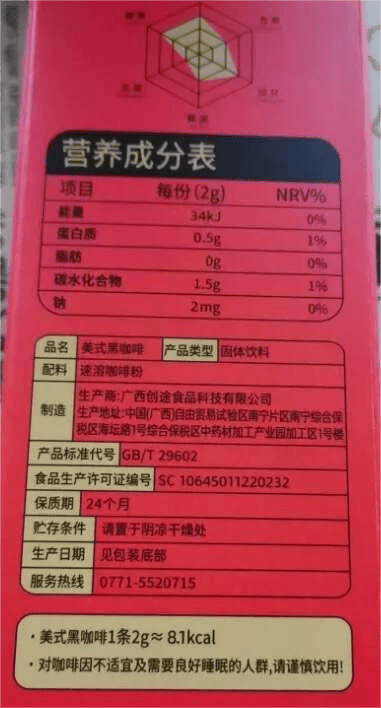 营养成分表
项目 每份(2g) NRV%
能量 34kJ 0%
蛋白质 0.5g 1%
脂肪 0g 0%
碳水化合物 1.5g 1%
钠 2mg 0%
品名 美式黑咖啡 产品类型 固体饮料
配料 速溶咖啡粉
制造 生产商:广西创途食品科技有限公司
生产地址:中国(广西)自由贸易试验区南宁片区南宁综合保
税区海坛路1号综合保税区中药材加工产业园加工区1号楼
产品标准代号 GB/T 29602
食品生产许可证编号 SC 10645011220232
保质期 24个月
贮存条件 请置于阴凉干燥处
生产日期 见包装底部
服务热线 0771-5520715
·美式黑咖啡1条2g≈8.1kcal
·对咖啡因不适宜及需要良好睡眠的人群,请谨慎饮用!